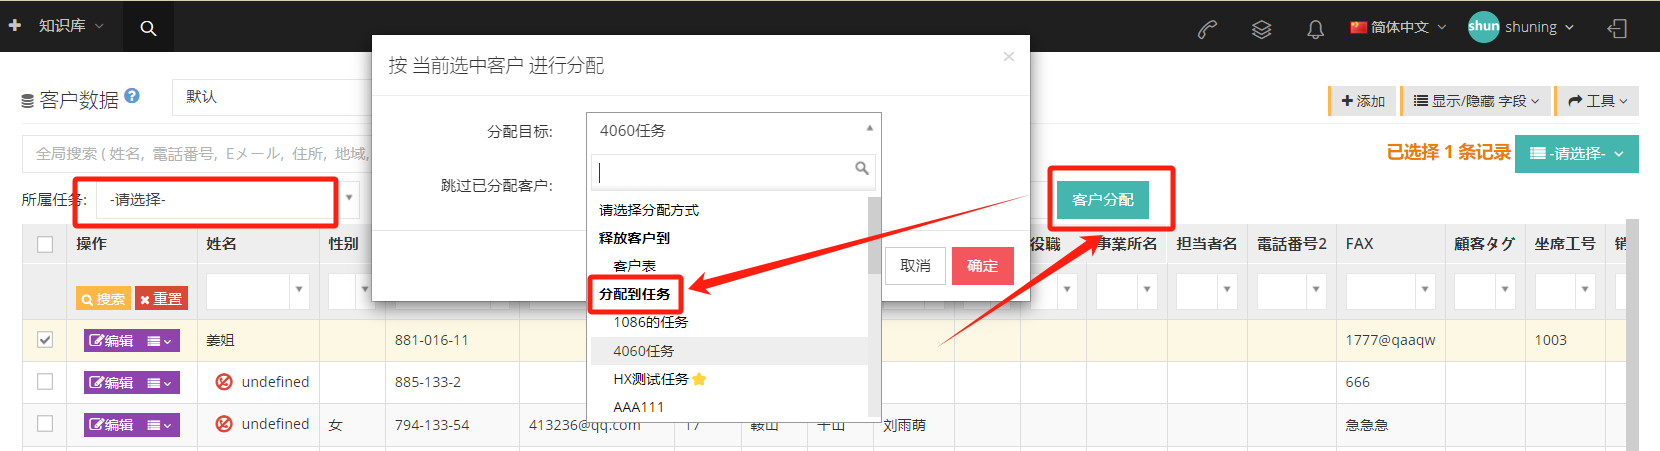 知识库
简体中文
shun
shuning
按 当前选中客户 进行分配
×
客户数据
默认
添加
显示/隐藏 字段
工具
分配目标:
4060任务
全局搜索 ( 姓名, 電話番号, Eメール, 住所, 地域,
已选择 1 条记录
-请选择-
跳过已分配客户:
所属任务:
-请选择-
客户分配
请选择分配方式
释放客户到
客户表
分配到任务
1086的任务
4060任务
HX测试任务
AAA111
取消
确定
操作
姓名
性别
役職
事業所名
担当者名
電話番号2
FAX
顧客タグ
坐席工号
销
搜索
重置
编辑
姜姐
881-016-11
1777@qaaqw
1003
编辑
undefined
885-133-2
666
编辑
undefined
女
794-133-54
413236@qq.com
17
鞍山
千山
刘雨萌
急急急